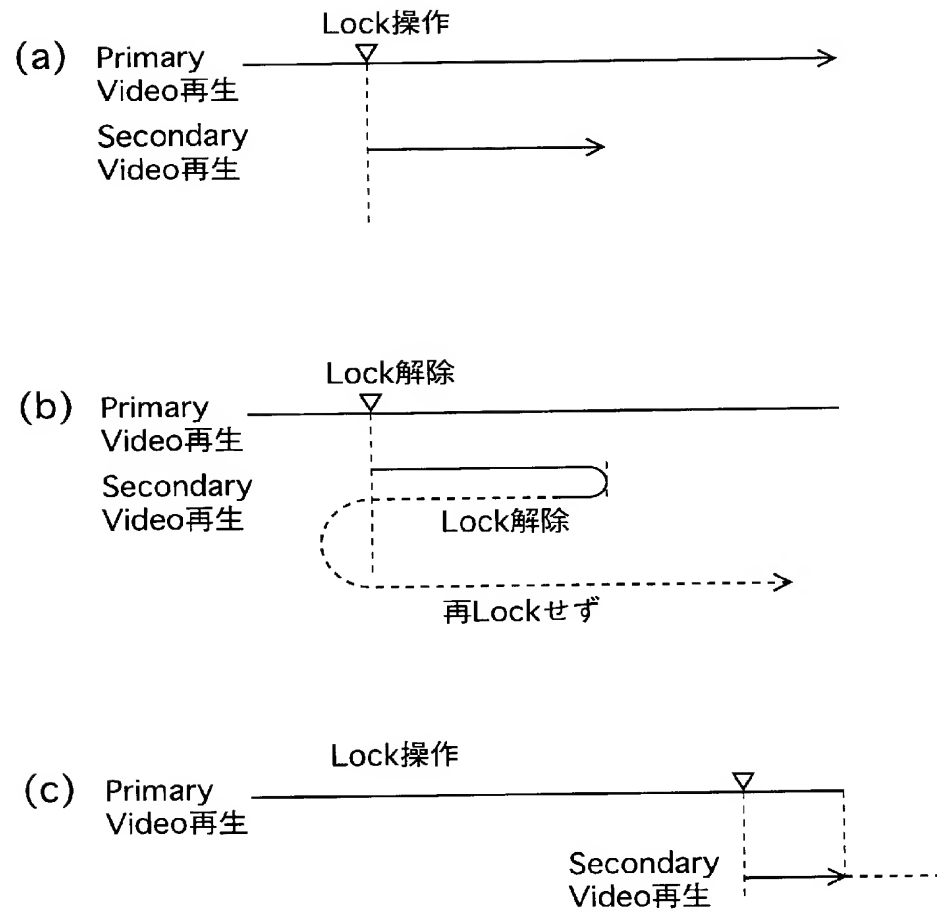 Lock操作
(a) Primary
Video再生
Secondary
Video再生
Lock解除
(b) Primary
Video再生
Secondary
Video再生
Lock解除
再Lockせず
Lock操作
(c) Primary
Video再生
Secondary
Video再生